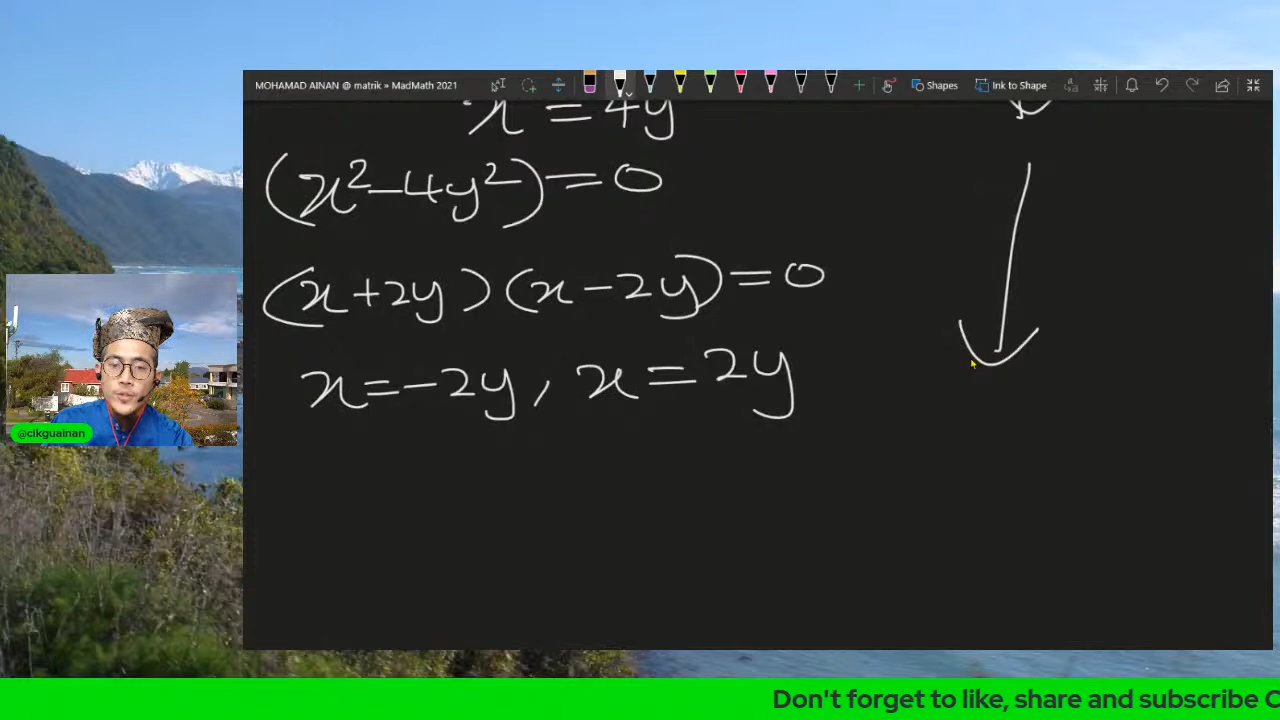 MOHAMAD AINAN @ matrik » MadMath 2021
Shapes
Ink to Shape
x = 4y
(x²-4y²)=0
(x+2y)(x-2y)=0
x=-2y, x=2y
@cikguainan
Don't forget to like, share and subscribe C